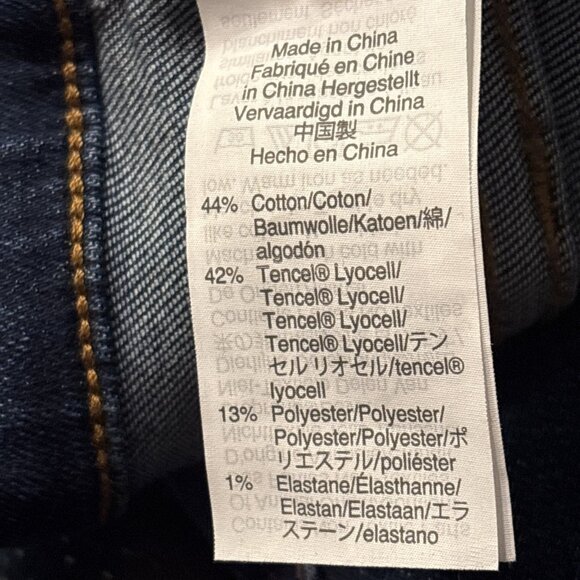 Made in China
Fabriqué en Chine
in China Hergestellt
Vervaardigd in China
中国製
Hecho en China
44% Cotton/Coton/
Baumwolle/Katoen/綿/
algodón
42% Tencel® Lyocell/
Tencel® Lyocell/
Tencel® Lyocell/
Tencel® Lyocell/テン
セル リオセル/tencel®
lyocell
13% Polyester/Polyester/
Polyester/Polyester/ポ
リエステル/poliéster
1% Elastane/Élasthanne/
Elastan/Elastaan/エラ
ステーン/elastano